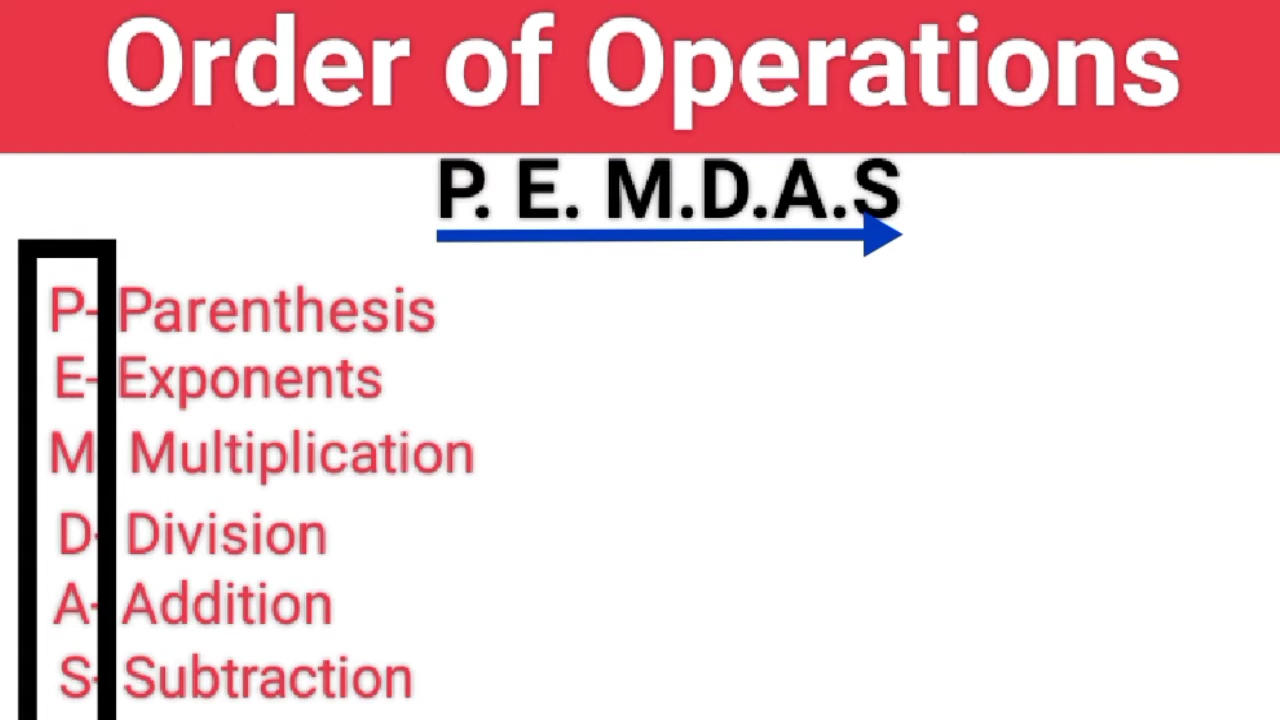 Order of Operations
P. E. M.D.A.S
P- Parenthesis
E- Exponents
M Multiplication
D- Division
A- Addition
S- Subtraction